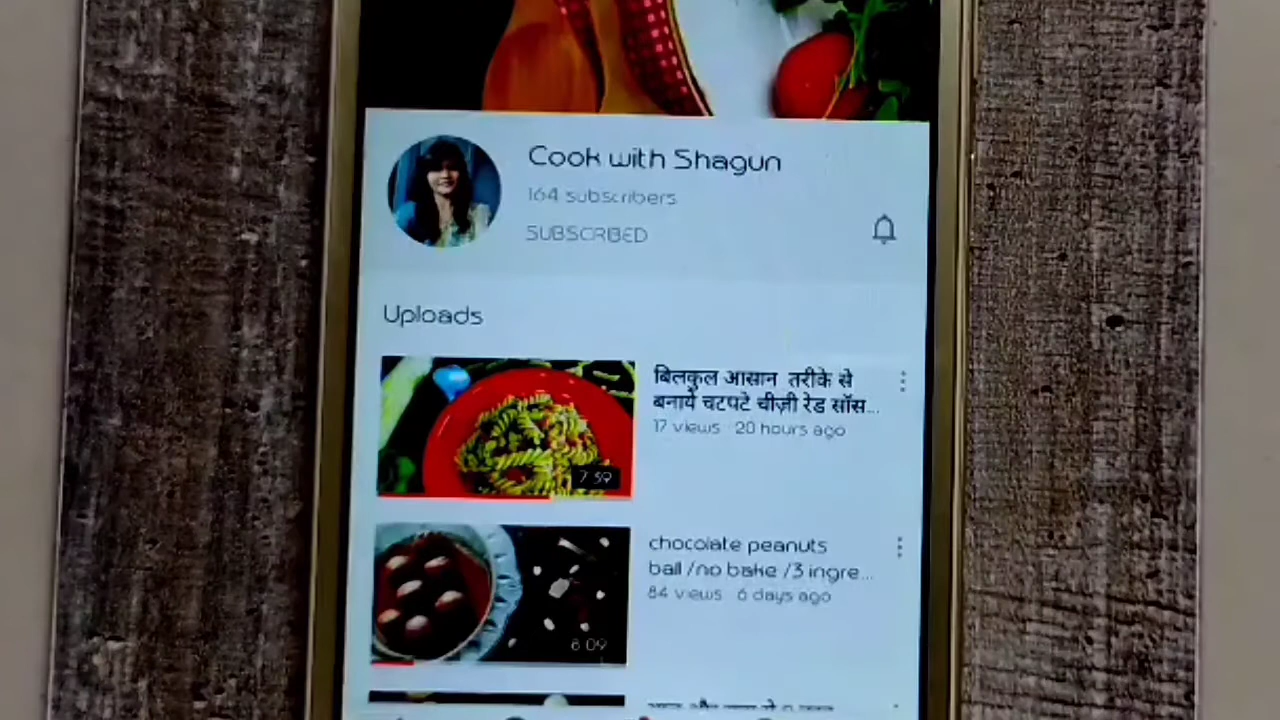 Cook with Shagun
164 subscribers
SUBSCRIBED
Uploads
बिलकुल आसान तरीके से
बनायें चटपटे चीज़ी रेड सॉस...
17 views · 20 hours ago
7:59
chocolate peanuts
ball /no bake /3 ingre...
84 views · 6 days ago
8:09